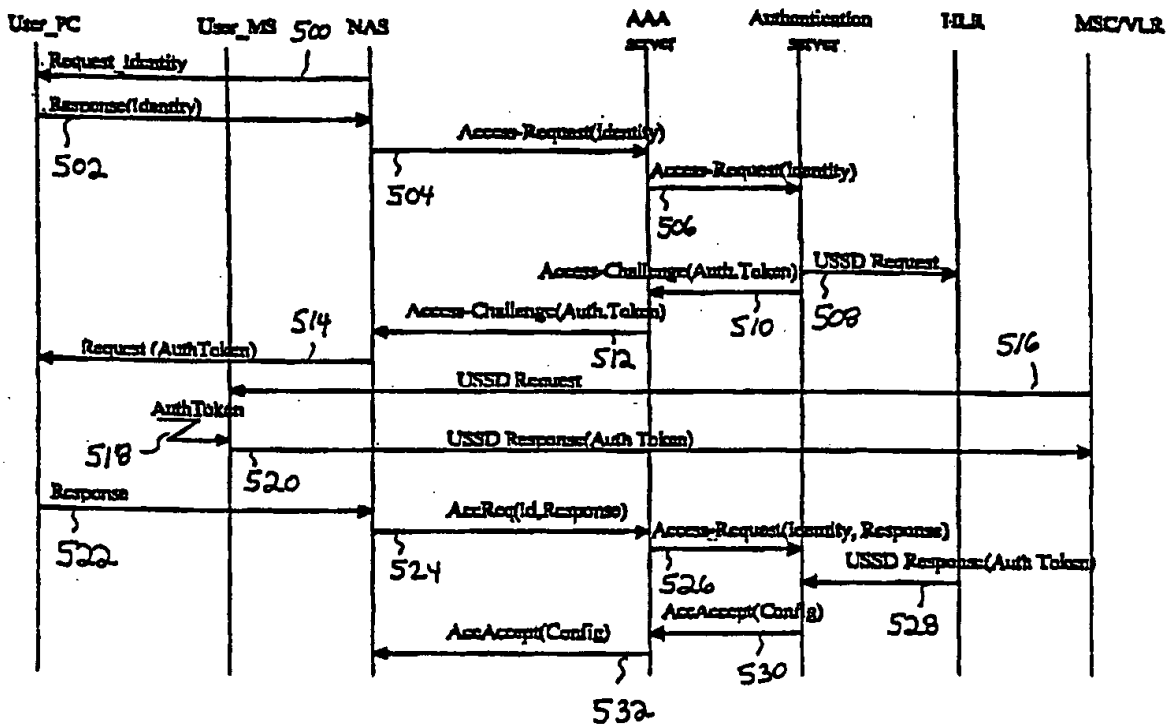 User_PC
User_MS
500
NAS
AAA
server
Authentication
server
HLR
MSC/VLR
Request_Identity
Response(Identity)
502
Access-Request(Identity)
504
Access-Request(Identity)
506
USSD Request
508
Access-Challenge(Auth.Token)
510
Access-Challenge(Auth.Token)
512
514
Request (AuthToken)
516
USSD Request
AuthToken
518
USSD Response(Auth Token)
520
Response
522
AccReq(Id,Response)
524
Access_Request(Identity, Response)
526
USSD Response(Auth Token)
528
AccAccept(Config)
530
AccAccept(Config)
532